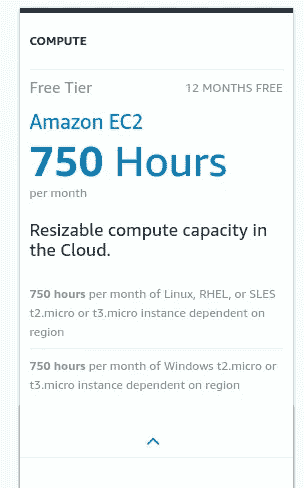 COMPUTE
Free Tier
12 MONTHS FREE
Amazon EC2
750 Hours
per month
Resizable compute capacity in
the Cloud.
750 hours per month of Linux, RHEL, or SLES
t2.micro or t3.micro instance dependent on
region
750 hours per month of Windows t2.micro or
t3.micro instance dependent on region